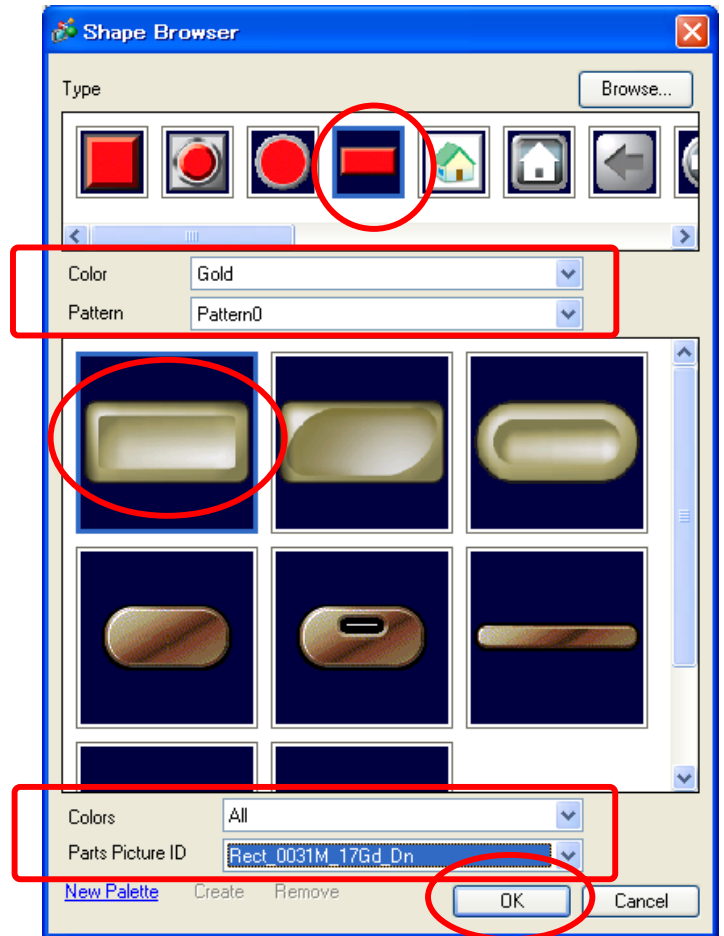 Shape Browser
Type
Browse...
Color
Gold
Pattern
Pattern0
Colors
All
Parts Picture ID
Rect_0031M_17Gd_Dn
New Palette Create Remove OK Cancel